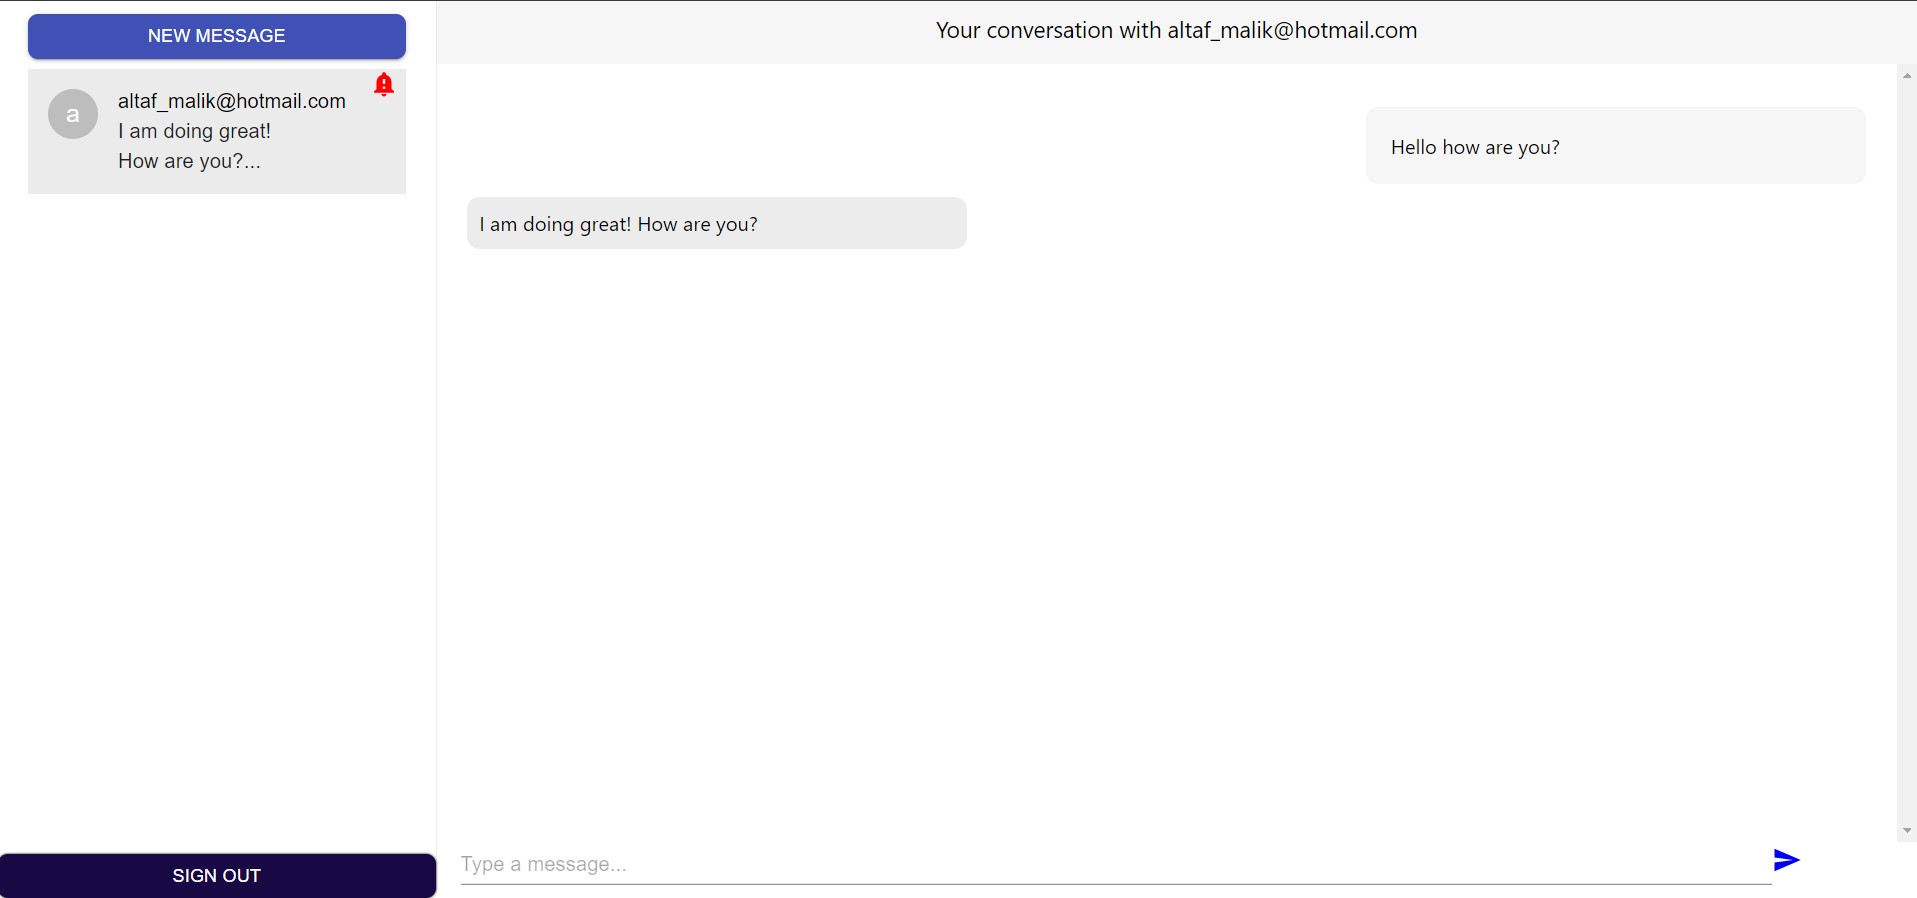 NEW MESSAGE
a
altaf_malik@hotmail.com
I am doing great!
How are you?...
SIGN OUT
Your conversation with altaf_malik@hotmail.com
Hello how are you?
I am doing great! How are you?
Type a message...